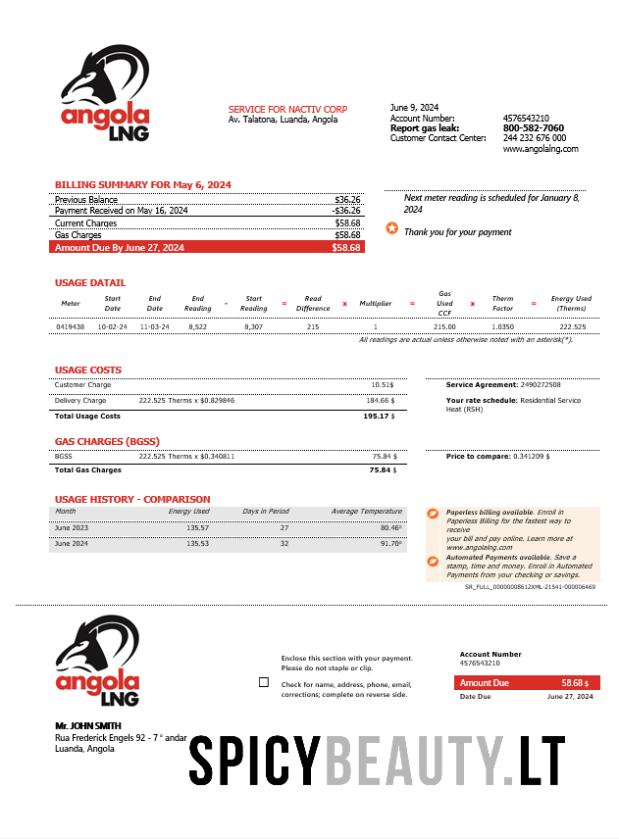 angola
LNG
SERVICE FOR NACTIV CORP
Av. Talatona, Luanda, Angola
June 9, 2024
Account Number: 4576543210
Report gas leak: 800-582-7060
Customer Contact Center: 244 232 676 000
www.angolalng.com
BILLING SUMMARY FOR May 6, 2024
Previous Balance $36.26
Payment Received on May 16, 2024 -$36.26
Current Charges $58.68
Gas Charges $58.68
Amount Due By June 27, 2024 $58.68
Next meter reading is scheduled for January 8,
2024
Thank you for your payment
USAGE DATAIL
Meter Start Date End Date End Reading - Start Reading = Read Difference x Multiplier = Gas Used CCF x Therm Factor = Energy Used (Therms)
0419438 10-02-24 11-03-24 8,522 8,307 215 1 215.00 1.0350 222.525
All readings are actual unless otherwise noted with an asterisk(*).
USAGE COSTS
Customer Charge 10.51$
Delivery Charge 222.525 Therms x $0.829846 184.66 $
Total Usage Costs 195.17 $
Service Agreement: 2490272508
Your rate schedule: Residential Service
Heat (RSH)
GAS CHARGES (BGSS)
BGSS 222.525 Therms x $0.340811 75.84 $
Total Gas Charges 75.84 $
Price to compare: 0.341209 $
USAGE HISTORY - COMPARISON
Month Energy Used Days in Period Average Temperature
June 2023 135.57 27 80.46°
June 2024 135.53 32 91.70°
Paperless billing available. Enroll in
Paperless Billing for the fastest way to
receive
your bill and pay online. Learn more at
www.angolalng.com
Automated Payments available. Save a
stamp, time and money. Enroll in Automated
Payments from your checking or savings.
SR_FULL_00000008612XML-21541-000006469
angola
LNG
Enclose this section with your payment.
Please do not staple or clip.
Check for name, address, phone, email,
corrections; complete on reverse side.
Account Number
4576543210
Amount Due 58.68 $
Date Due June 27, 2024
Mr. JOHN SMITH
Rua Frederick Engels 92 - 7° andar
Luanda, Angola
SPICYBEAUTY.LT